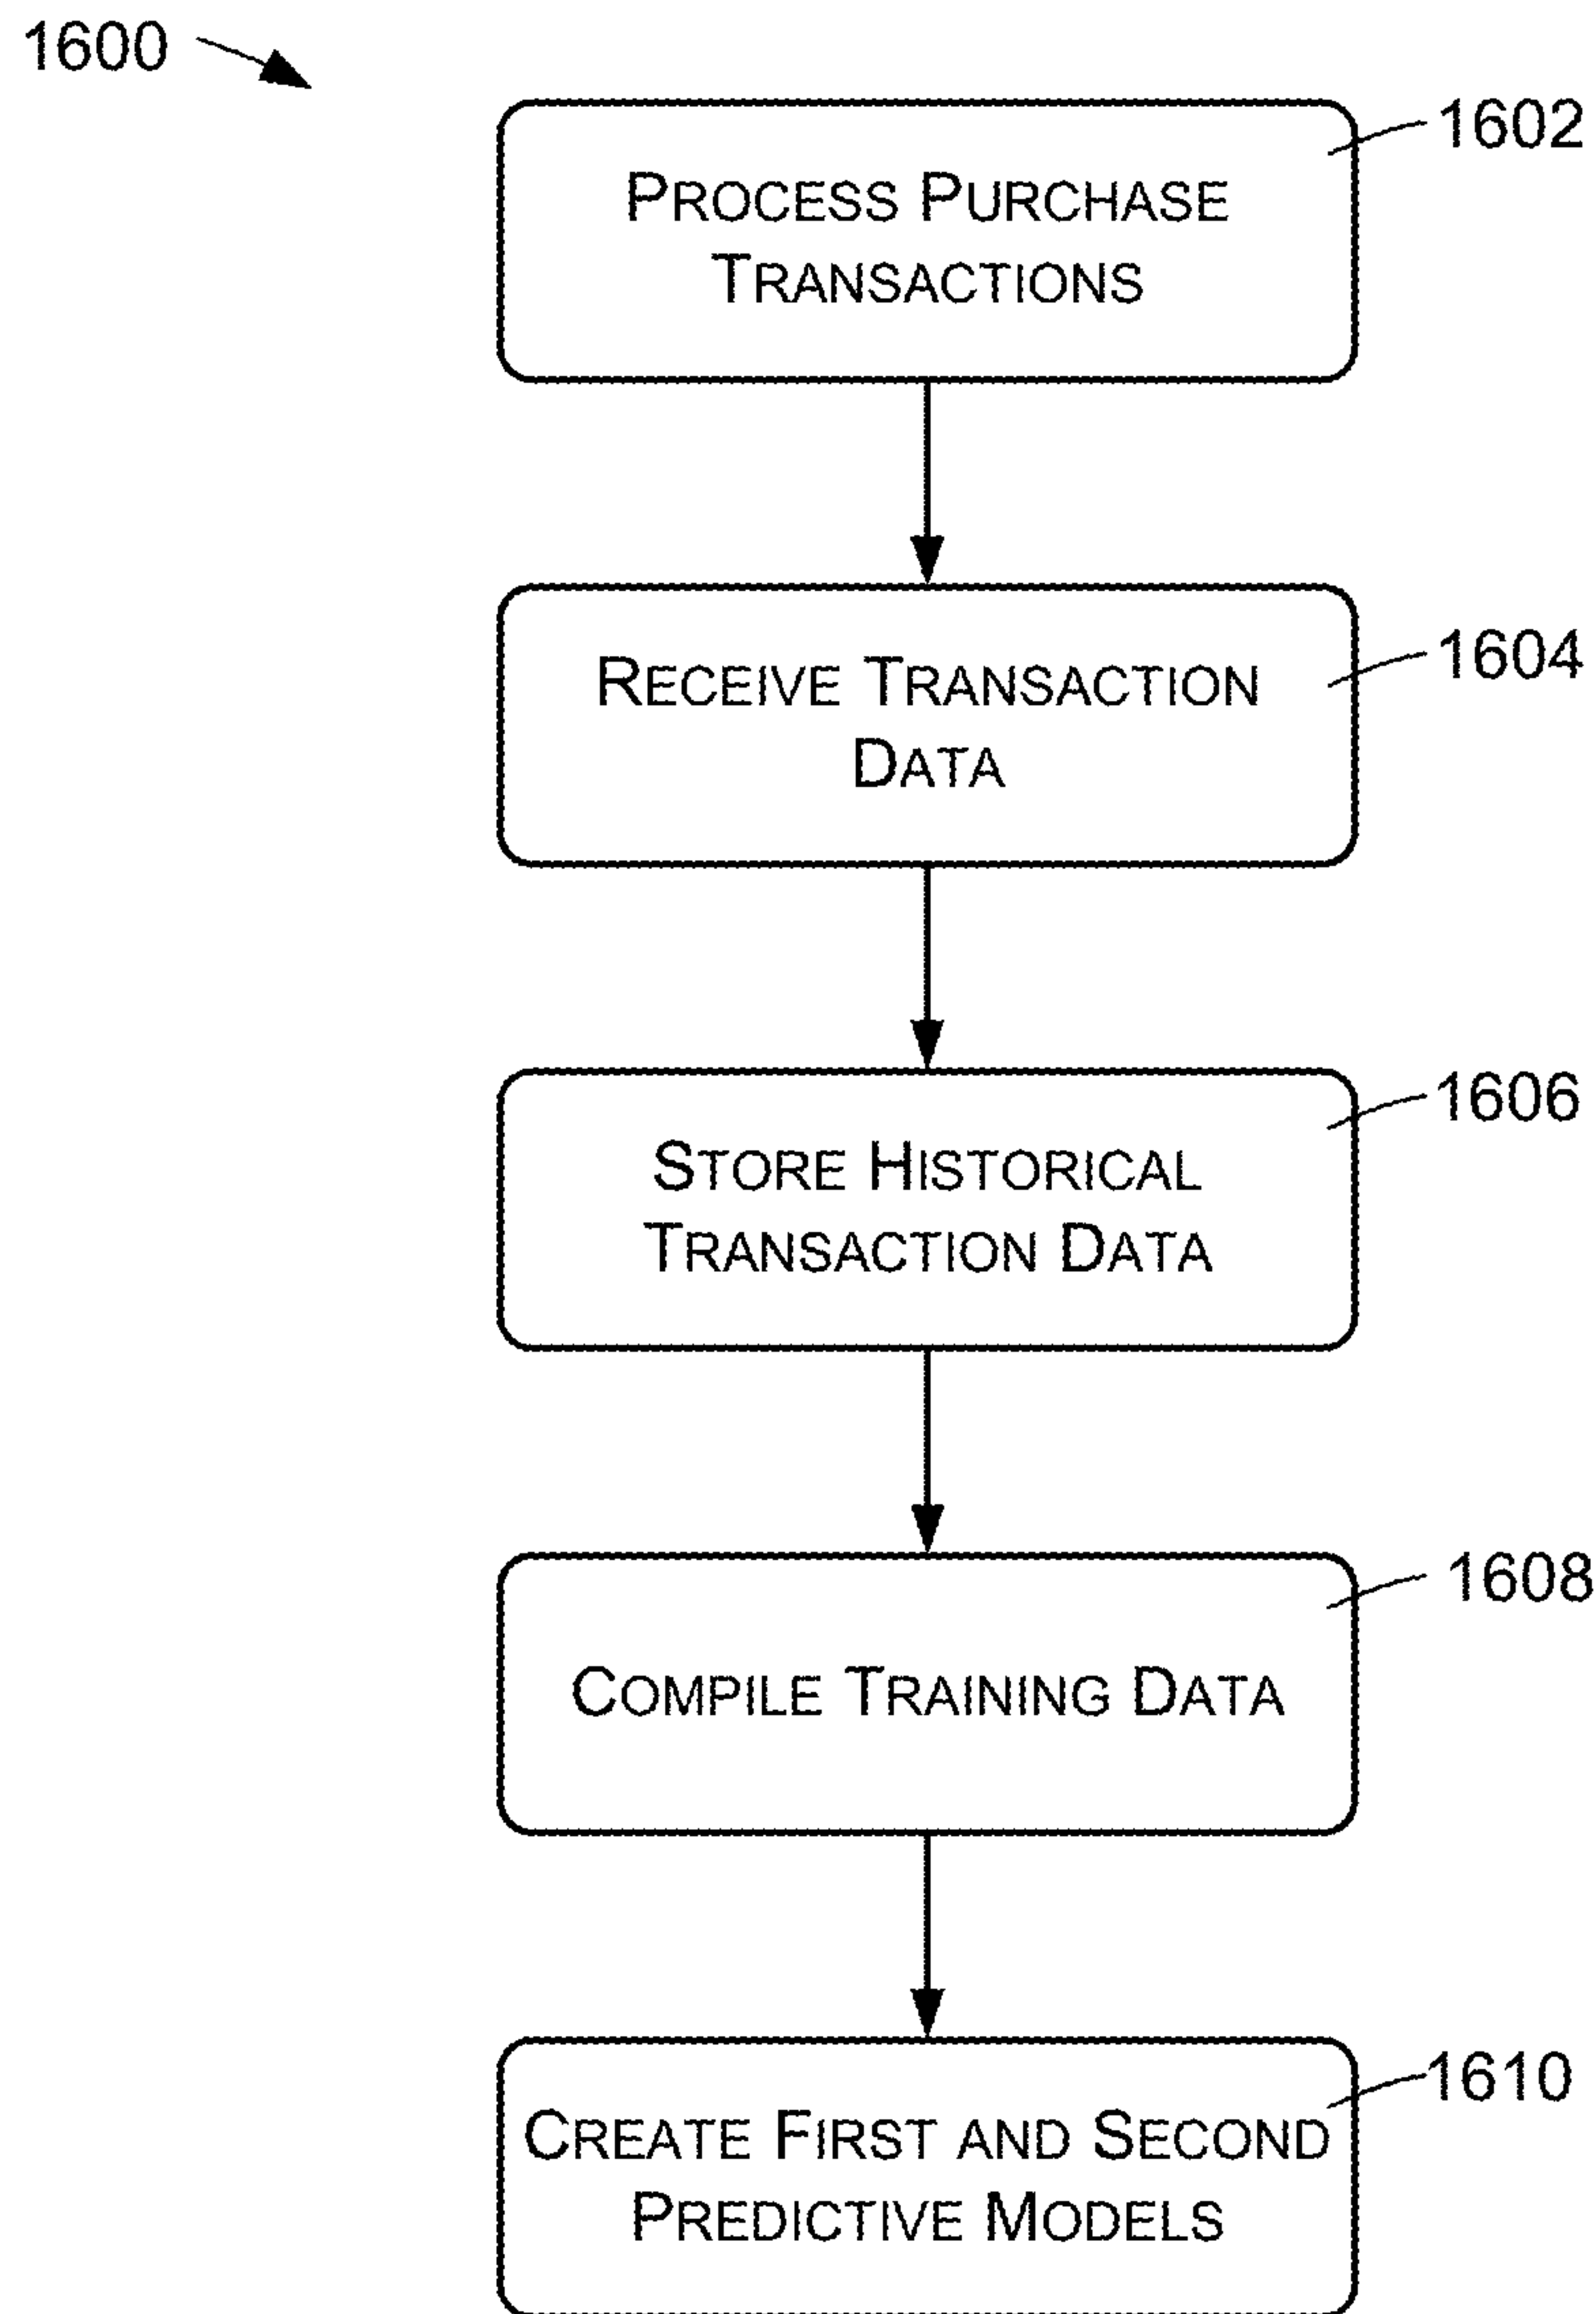 1600
1602
PROCESS PURCHASE
TRANSACTIONS
1604
RECEIVE TRANSACTION
DATA
1606
STORE HISTORICAL
TRANSACTION DATA
1608
COMPILE TRAINING DATA
1610
CREATE FIRST AND SECOND
PREDICTIVE MODELS